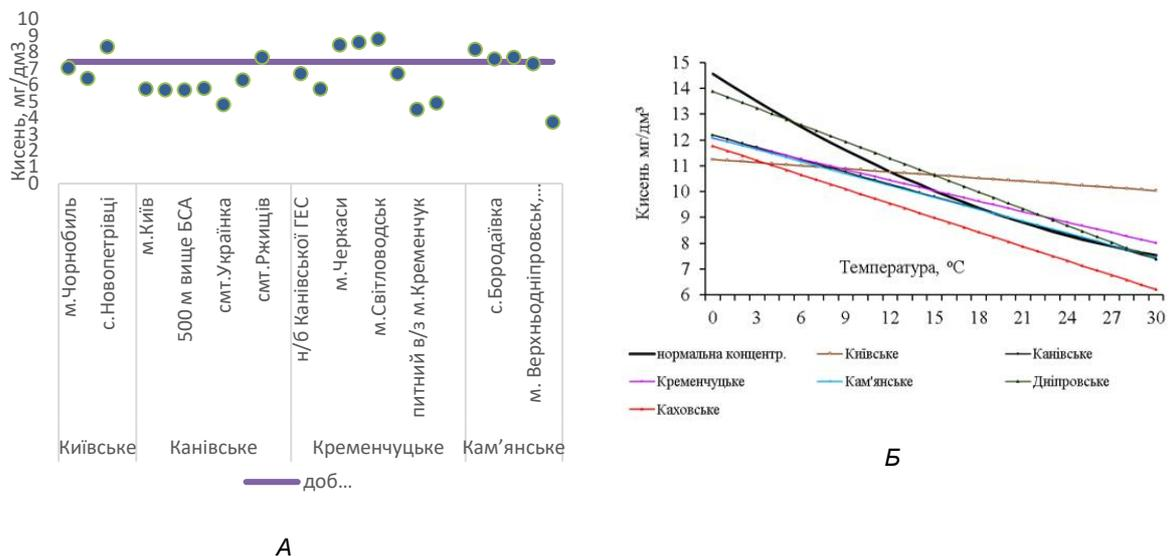 Кисень, мг/дм3
10
9
8
7
6
5
4
3
2
1
0
м.Чорнобиль
с.Новопетрівці
м.Київ
500 м вище БСА
смт.Українка
смт.Ржищів
н/б Канівської ГЕС
м.Черкаси
м.Світловодськ
питний в/з м.Кременчук
с.Бородаївка
м. Верхньодніпровськ,...
Київське
Канівське
Кременчуцьке
Кам’янське
доб...
А
Кисень мг/дм³
15
14
13
12
11
10
9
8
7
6
Температура, °С
0 3 6 9 12 15 18 21 24 27 30
нормальна концентр.
Київське
Канівське
Кременчуцьке
Кам'янське
Дніпровське
Каховське
Б